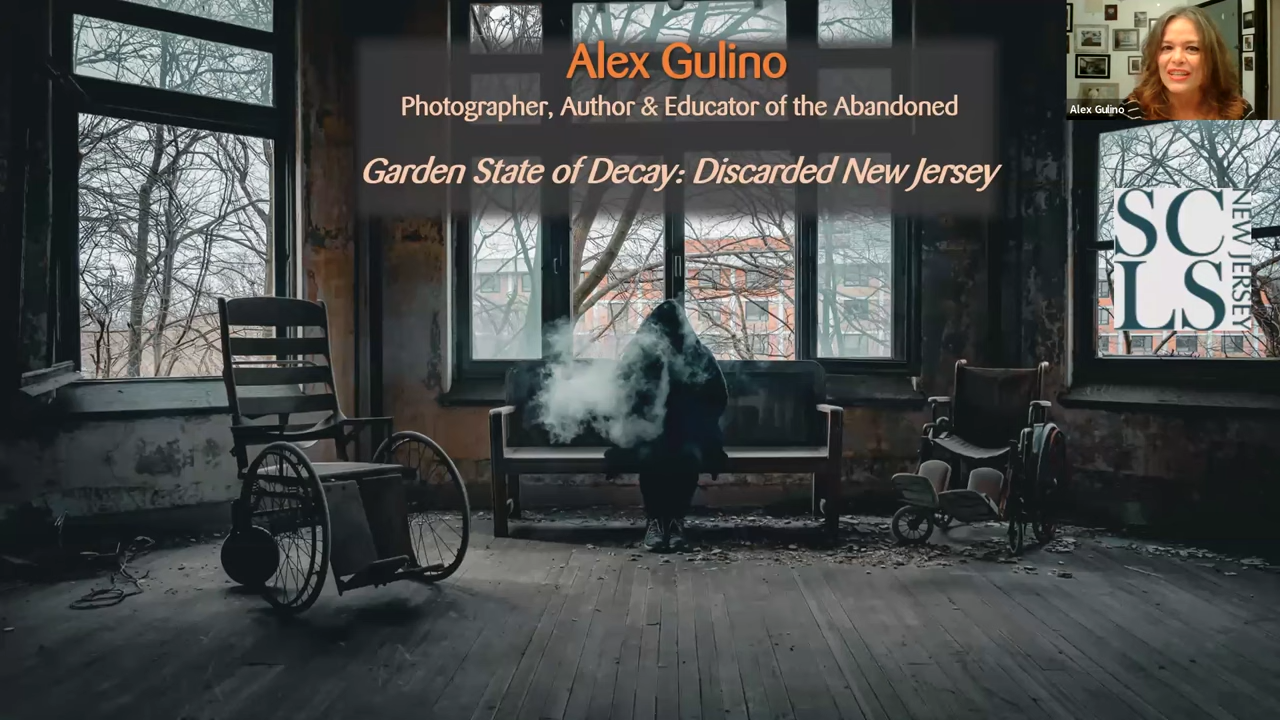 Alex Gulino
Photographer, Author & Educator of the Abandoned
Garden State of Decay: Discarded New Jersey
Alex Gulino
SC
LS
NEW JERSEY